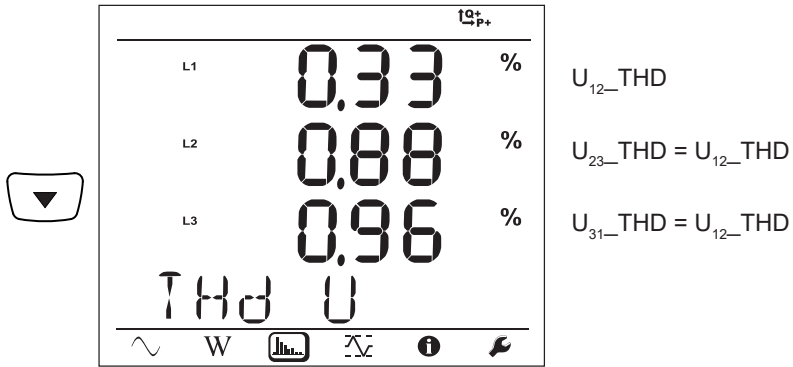 Q+
P+
L1 0.33 % U₁₂_THD
L2 0.88 % U₂₃_THD = U₁₂_THD
L3 0.96 % U₃₁_THD = U₁₂_THD
THd U
W